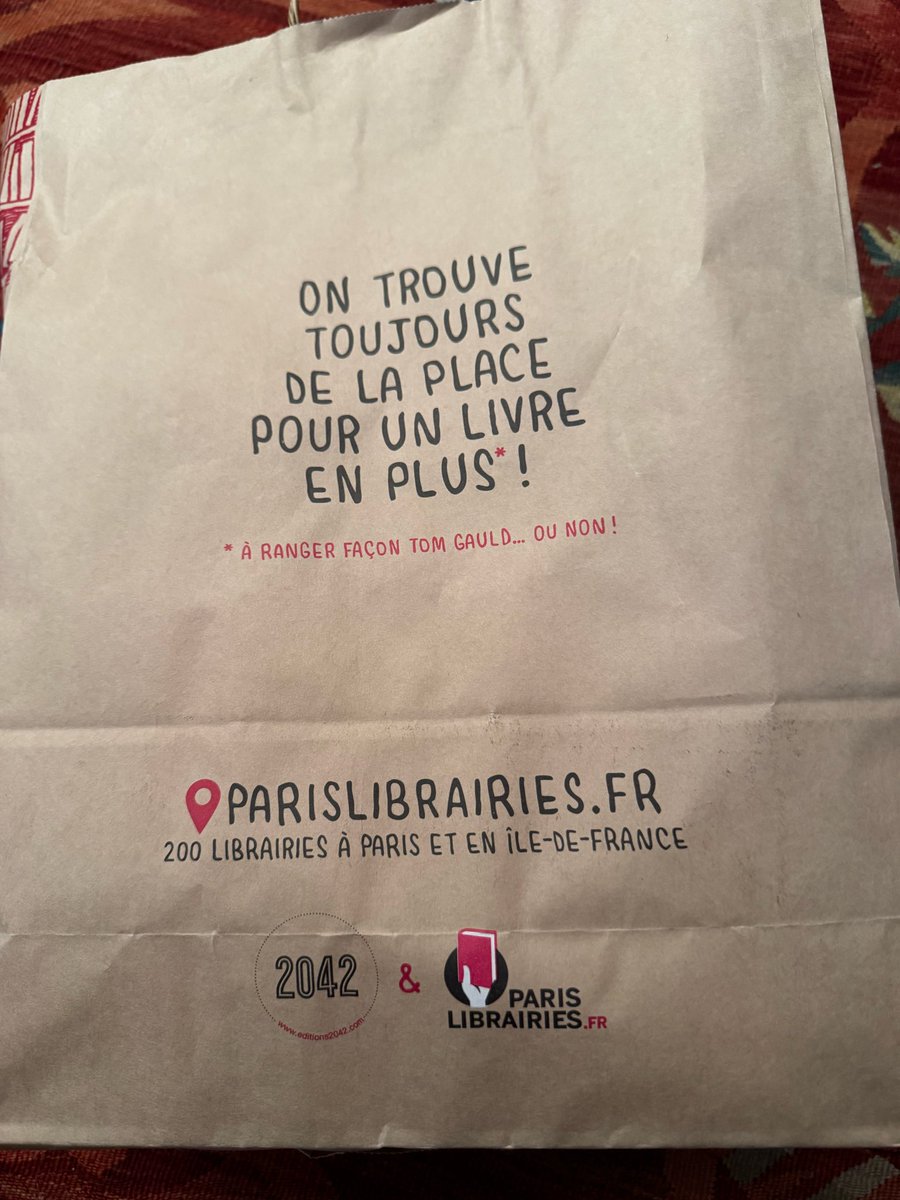 ON TROUVE
TOUJOURS
DE LA PLACE
POUR UN LIVRE
EN PLUS* !
* À RANGER FAÇON TOM GAULD... OU NON !
PARISLIBRAIRIES.FR
200 LIBRAIRIES À PARIS ET EN ÎLE-DE-FRANCE
2042
www.editions2042.com
&
PARIS
LIBRAIRIES.FR